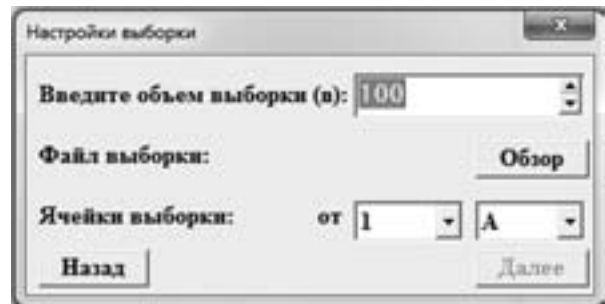 Настройки выборки
x
Введите объем выборки (n): 100
Файл выборки: Обзор
Ячейки выборки: от 1 A
Назад Далее